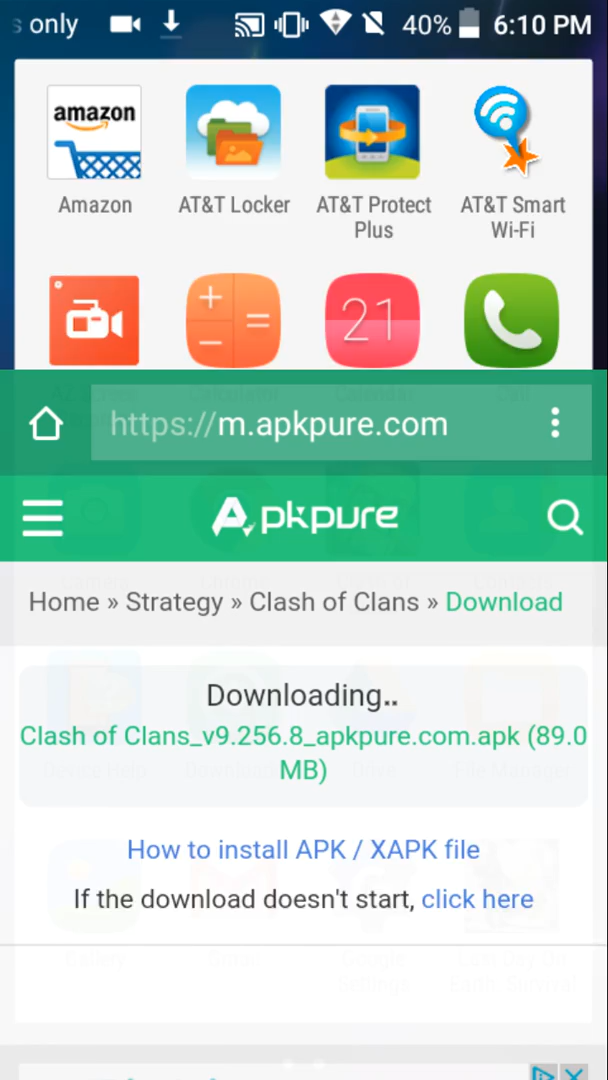 s only 40% 6:10 PM
amazon
Amazon AT&T Locker AT&T Protect Plus AT&T Smart Wi-Fi
+ - = 21
https://m.apkpure.com
Apkpure
Home » Strategy » Clash of Clans » Download
Downloading..
Clash of Clans_v9.256.8_apkpure.com.apk (89.0
MB)
How to install APK / XAPK file
If the download doesn't start, click here